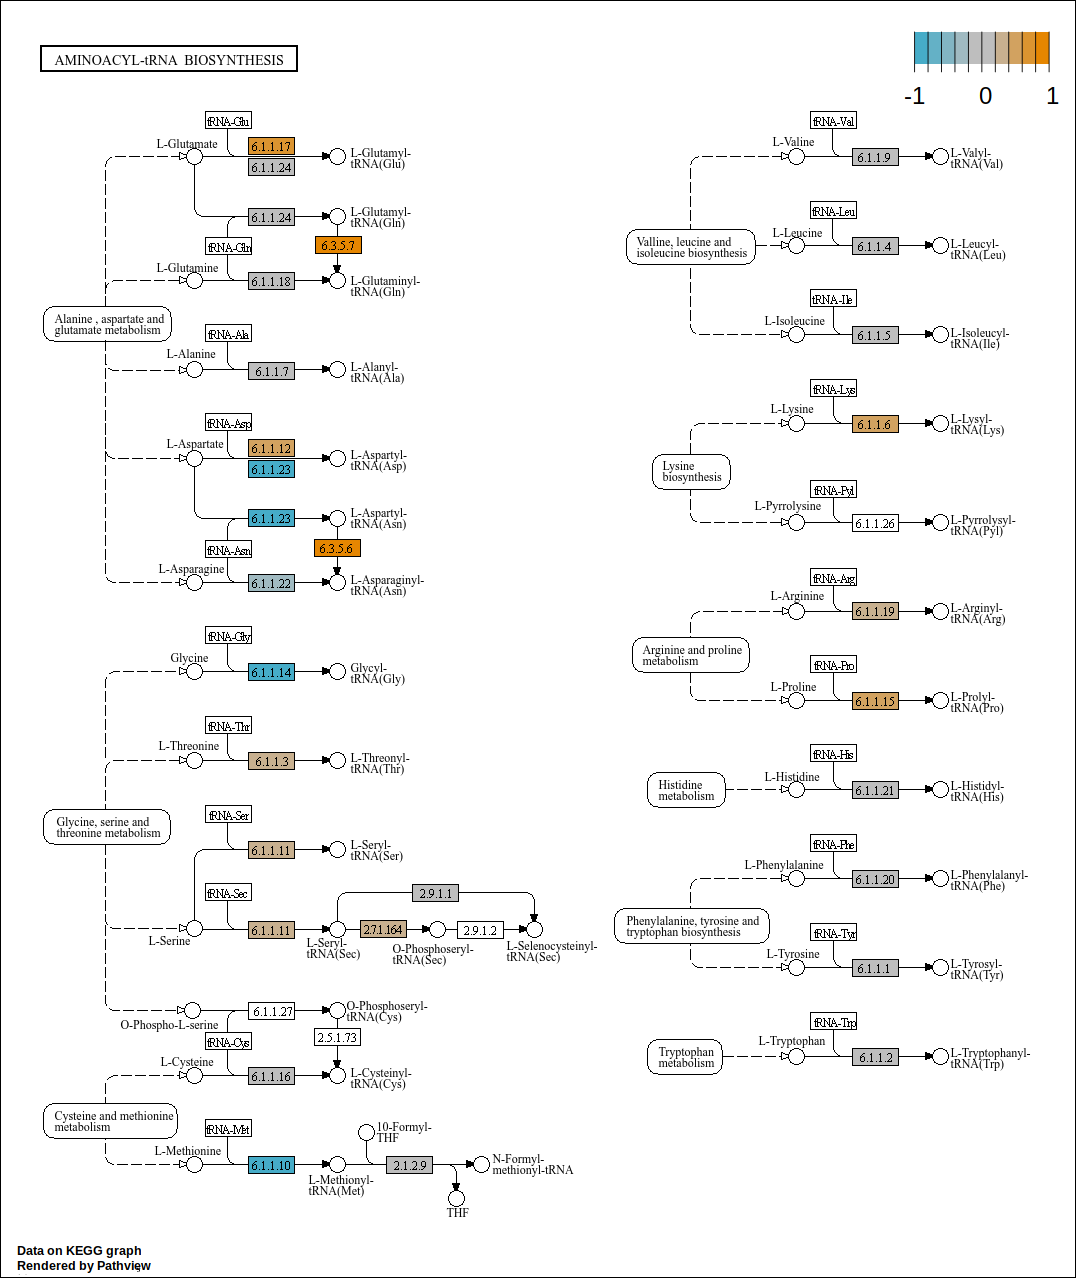 AMINOACYL-tRNA BIOSYNTHESIS
-1 0 1
tRNA-Glu
L-Glutamate
6.1.1.17
6.1.1.24
L-Glutamyl-
tRNA(Glu)
6.1.1.24
L-Glutamyl-
tRNA(Gln)
tRNA-Gln
6.3.5.7
L-Glutamine
6.1.1.18
L-Glutaminyl-
tRNA(Gln)
Alanine , aspartate and
glutamate metabolism
tRNA-Ala
L-Alanine
6.1.1.7
L-Alanyl-
tRNA(Ala)
tRNA-Asp
L-Aspartate
6.1.1.12
6.1.1.23
L-Aspartyl-
tRNA(Asp)
6.1.1.23
L-Aspartyl-
tRNA(Asn)
tRNA-Asn
6.3.5.6
L-Asparagine
6.1.1.22
L-Asparaginyl-
tRNA(Asn)
tRNA-Gly
Glycine
6.1.1.14
Glycyl-
tRNA(Gly)
tRNA-Thr
L-Threonine
6.1.1.3
L-Threonyl-
tRNA(Thr)
Glycine, serine and
threonine metabolism
tRNA-Ser
6.1.1.11
L-Seryl-
tRNA(Ser)
tRNA-Sec
L-Serine
6.1.1.11
L-Seryl-
tRNA(Sec)
2.9.1.1
2.7.1.164
O-Phosphoseryl-
tRNA(Sec)
2.9.1.2
L-Selenocysteinyl-
tRNA(Sec)
O-Phospho-L-serine
6.1.1.27
O-Phosphoseryl-
tRNA(Cys)
tRNA-Cys
2.5.1.73
L-Cysteine
6.1.1.16
L-Cysteinyl-
tRNA(Cys)
Cysteine and methionine
metabolism
tRNA-Met
L-Methionine
6.1.1.10
L-Methionyl-
tRNA(Met)
10-Formyl-
THF
2.1.2.9
N-Formyl-
methionyl-tRNA
THF
tRNA-Val
L-Valine
6.1.1.9
L-Valyl-
tRNA(Val)
tRNA-Leu
Valline, leucine and
isoleucine biosynthesis
L-Leucine
6.1.1.4
L-Leucyl-
tRNA(Leu)
tRNA-Ile
L-Isoleucine
6.1.1.5
L-Isoleucyl-
tRNA(Ile)
tRNA-Lys
L-Lysine
6.1.1.6
L-Lysyl-
tRNA(Lys)
Lysine
biosynthesis
tRNA-Pyl
L-Pyrrolysine
6.1.1.26
L-Pyrrolysyl-
tRNA(Pyl)
tRNA-Arg
L-Arginine
6.1.1.19
L-Arginyl-
tRNA(Arg)
Arginine and proline
metabolism
tRNA-Pro
L-Proline
6.1.1.15
L-Prolyl-
tRNA(Pro)
tRNA-His
Histidine
metabolism
L-Histidine
6.1.1.21
L-Histidyl-
tRNA(His)
tRNA-Phe
L-Phenylalanine
6.1.1.20
L-Phenylalanyl-
tRNA(Phe)
Phenylalanine, tyrosine and
tryptophan biosynthesis
tRNA-Tyr
L-Tyrosine
6.1.1.1
L-Tyrosyl-
tRNA(Tyr)
tRNA-Trp
Tryptophan
metabolism
L-Tryptophan
6.1.1.2
L-Tryptophanyl-
tRNA(Trp)
Data on KEGG graph
Rendered by Pathview